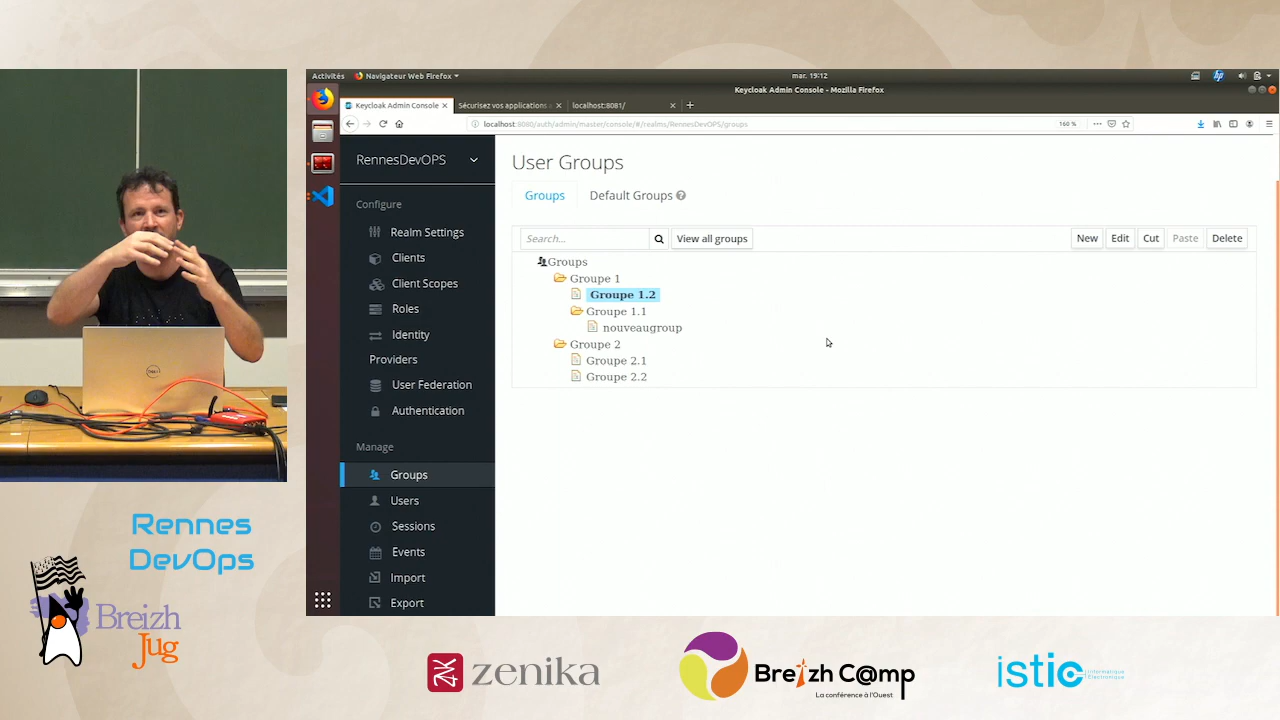 Activités
Navigateur Web Firefox
mar. 19:12
Keycloak Admin Console - Mozilla Firefox
Keycloak Admin Console
Sécurisez vos applications
localhost:8081/
localhost:8080/auth/admin/master/console/#/realms/RennesDevOPS/groups
160 %
RennesDevOPS
Configure
Realm Settings
Clients
Client Scopes
Roles
Identity
Providers
User Federation
Authentication
Manage
Groups
Users
Sessions
Events
Import
Export
User Groups
Groups
Default Groups
Search...
View all groups
New
Edit
Cut
Paste
Delete
Groups
Groupe 1
Groupe 1.2
Groupe 1.1
nouveaugroup
Groupe 2
Groupe 2.1
Groupe 2.2
DELL
Rennes
DevOps
Breizh
Jug
zenika
Breizh C@mp
La conférence à l'Ouest
istic
Informatique
Électronique